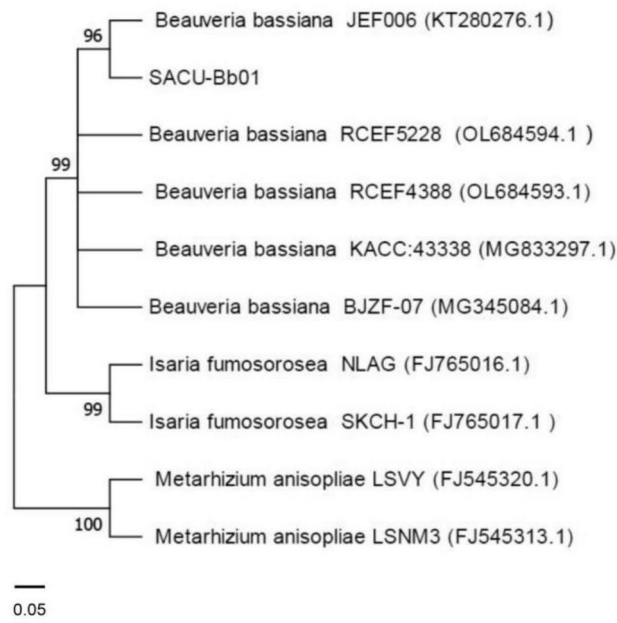 96
Beauveria bassiana JEF006 (KT280276.1)
SACU-Bb01
Beauveria bassiana RCEF5228 (OL684594.1 )
99
Beauveria bassiana RCEF4388 (OL684593.1)
Beauveria bassiana KACC:43338 (MG833297.1)
Beauveria bassiana BJZF-07 (MG345084.1)
Isaria fumosorosea NLAG (FJ765016.1)
99
Isaria fumosorosea SKCH-1 (FJ765017.1 )
Metarhizium anisopliae LSVY (FJ545320.1)
100
Metarhizium anisopliae LSNM3 (FJ545313.1)
0.05